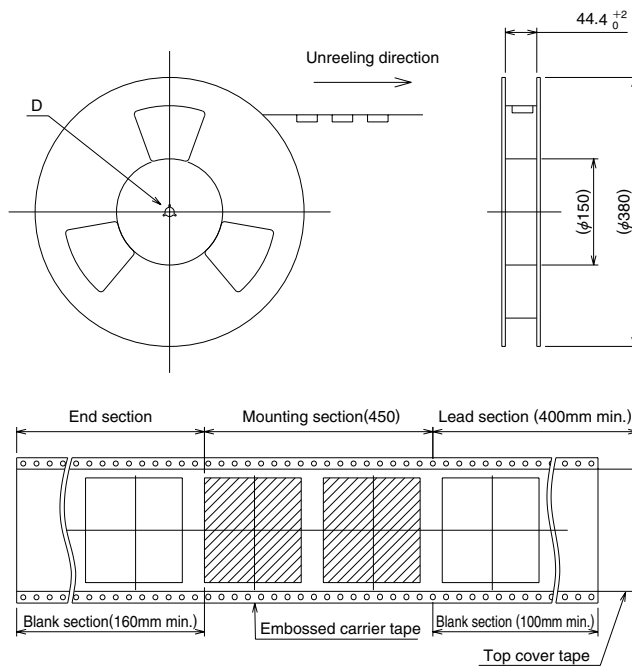 44.4 +2 0
Unreeling direction
D
(φ150)
(φ380)
End section
Mounting section(450)
Lead section (400mm min.)
Blank section(160mm min.)
Embossed carrier tape
Blank section (100mm min.)
Top cover tape